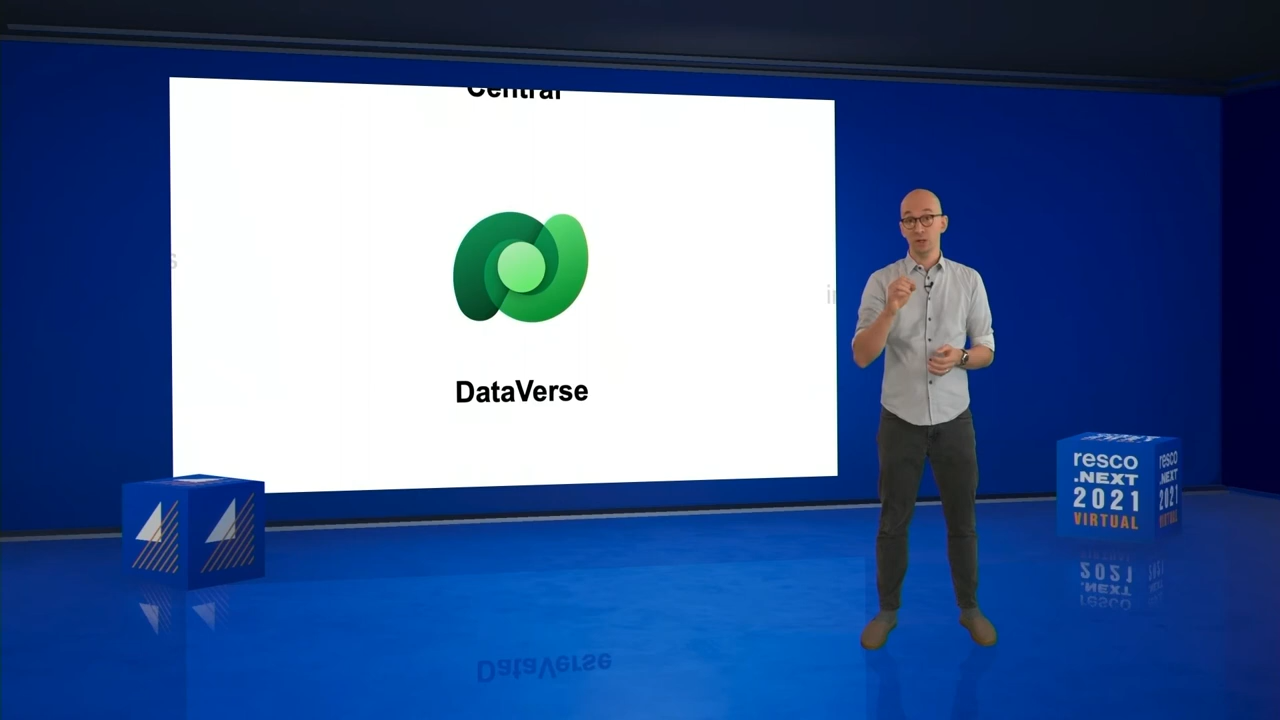 Central
DataVerse
resco
.NEXT
2021
VIRTUAL
resco
.NEXT
2021
VIRTUAL